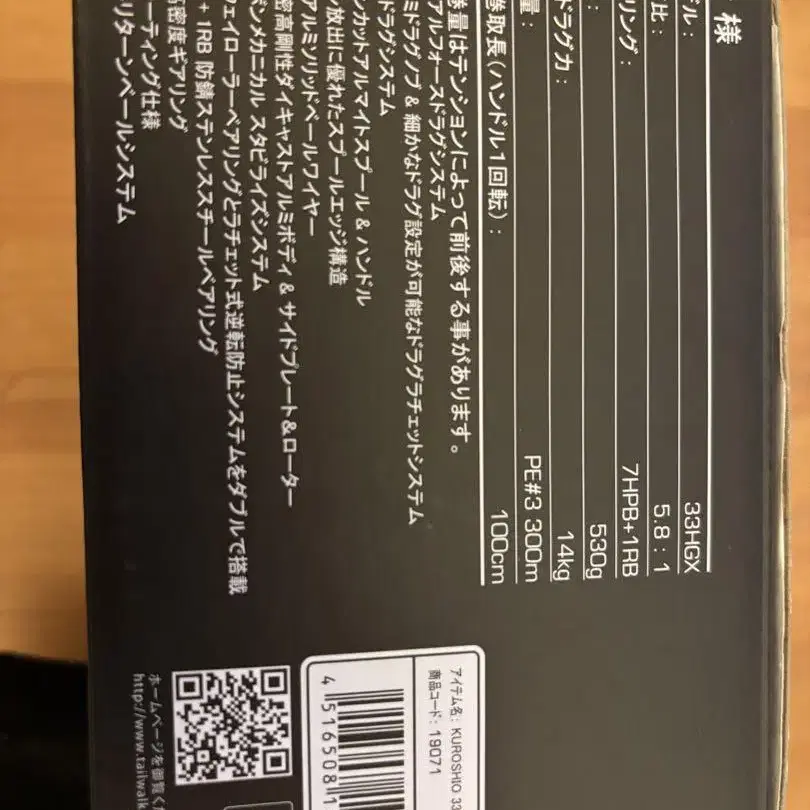 様
ル： 33HGX
比： 5.8：1
リング： 7HPB+1RB
： 530g
ドラグ力： 14kg
量： PE#3 300m
巻取長(ハンドル1回転)： 100cm
巻量はテンションによって前後する事があります。
アルフォースドラグシステム
ミドラグノブ & 細かなドラグ設定が可能なドラグラチェットシステム
ドラグシステム
ンカットアルマイトスプール & ハンドル
ン放出に優れたスプールエッジ構造
アルミソリッドベールワイヤー
密高剛性ダイキャストアルミボディ & サイドプレート&ローター
ボンメカニカル スタビライズシステム
ウェイローラーベアリングとラチェット式逆転防止システムをダブルで搭載
+ 1RB 防錆ステンレススチールベアリング
高密度ギアリング
ーティング仕様
リターンベールシステム
アイテム名：KUROSHIO 33
商品コード：19071
4 516508 1
ホームページを御覧く
http://www.tailwalk